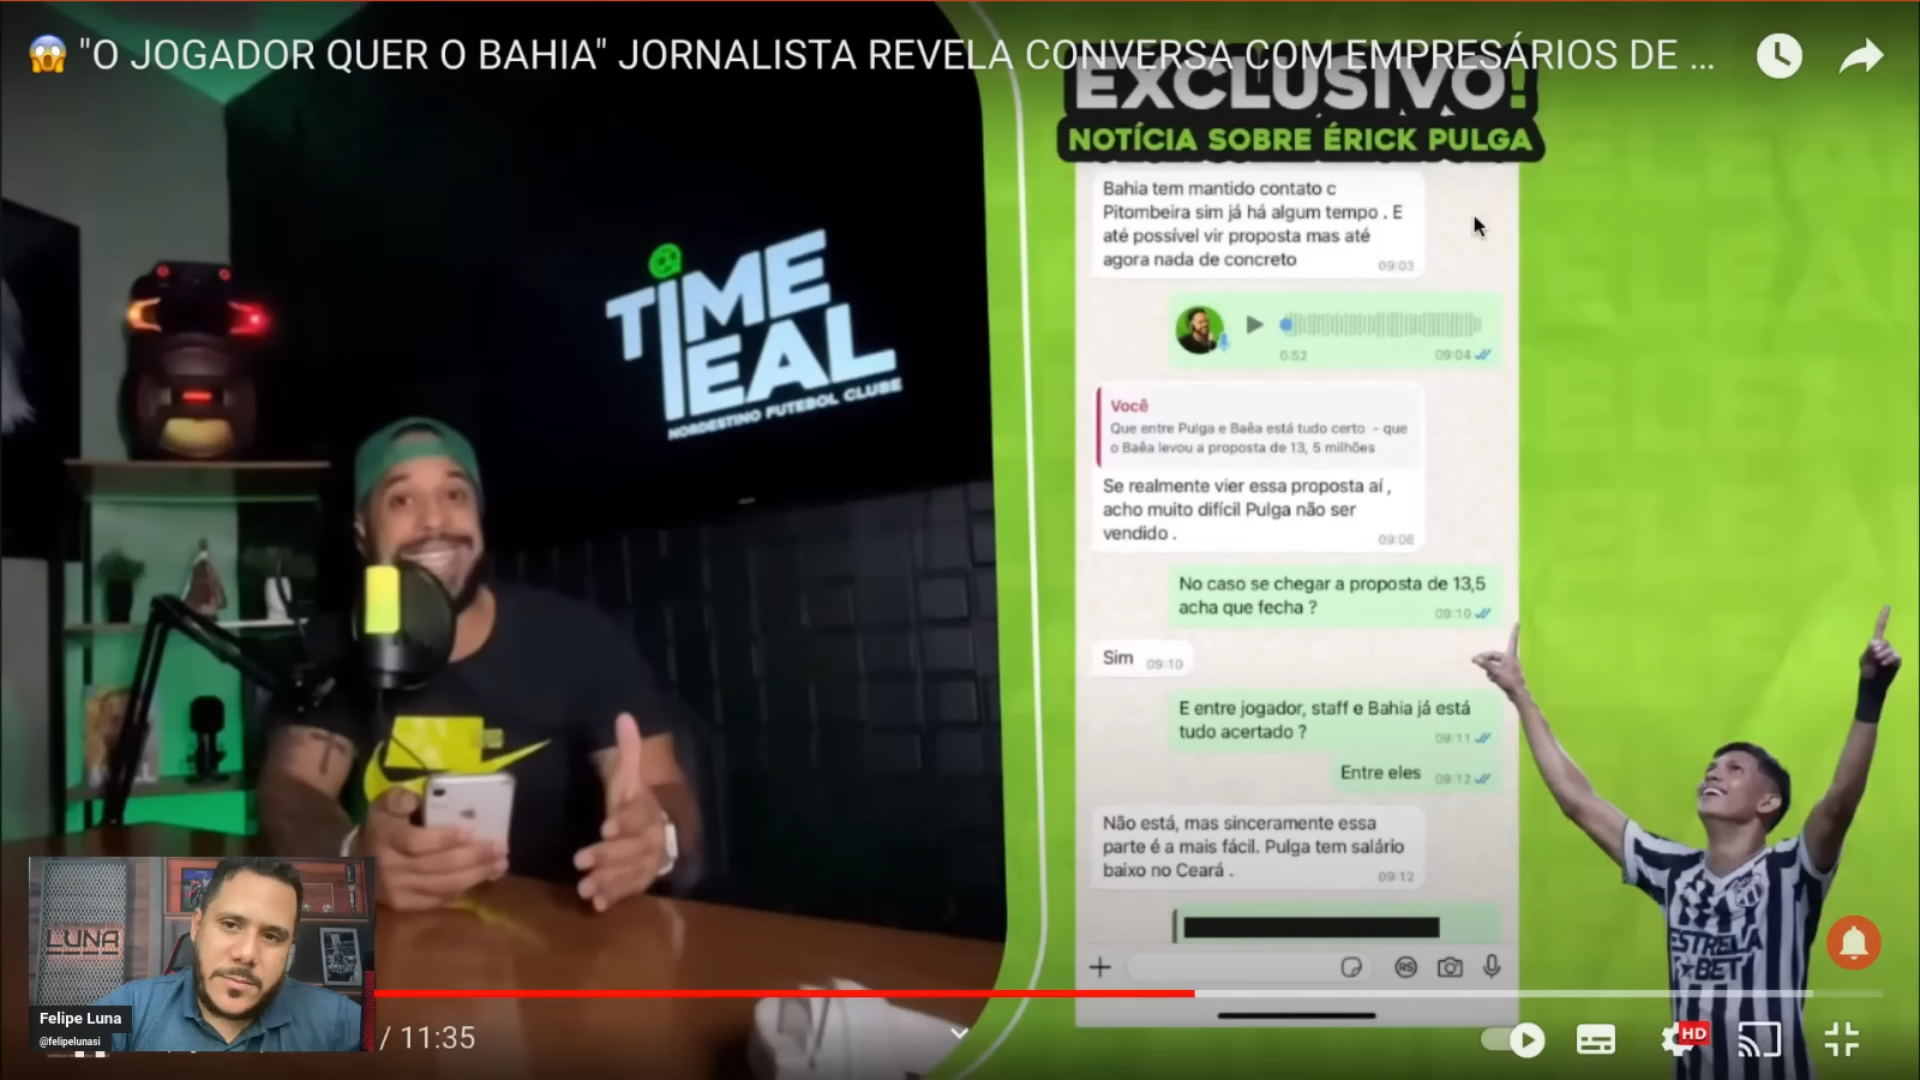 😱 "O JOGADOR QUER O BAHIA" JORNALISTA REVELA CONVERSA COM EMPRESÁRIOS DE ...
EXCLUSIVO!
NOTÍCIA SOBRE ÉRICK PULGA
Bahia tem mantido contato c
Pitombeira sim já há algum tempo . E
até possível vir proposta mas até
agora nada de concreto
09:03
TIME
LEAL
NORDESTINO FUTEBOL CLUBE
0:52
09:04
Você
Que entre Pulga e Baêa está tudo certo - que
o Baêa levou a proposta de 13, 5 milhões
Se realmente vier essa proposta aí ,
acho muito difícil Pulga não ser
vendido .
09:06
No caso se chegar a proposta de 13,5
acha que fecha ?
09:10
Sim 09:10
E entre jogador, staff e Bahia já está
tudo acertado ?
09:11
Entre eles 09:12
Não está, mas sinceramente essa
parte é a mais fácil. Pulga tem salário
baixo no Ceará .
09:12
LUNA
Felipe Luna
@felipelunasi
/ 11:35
ESTRELA
BET
HD